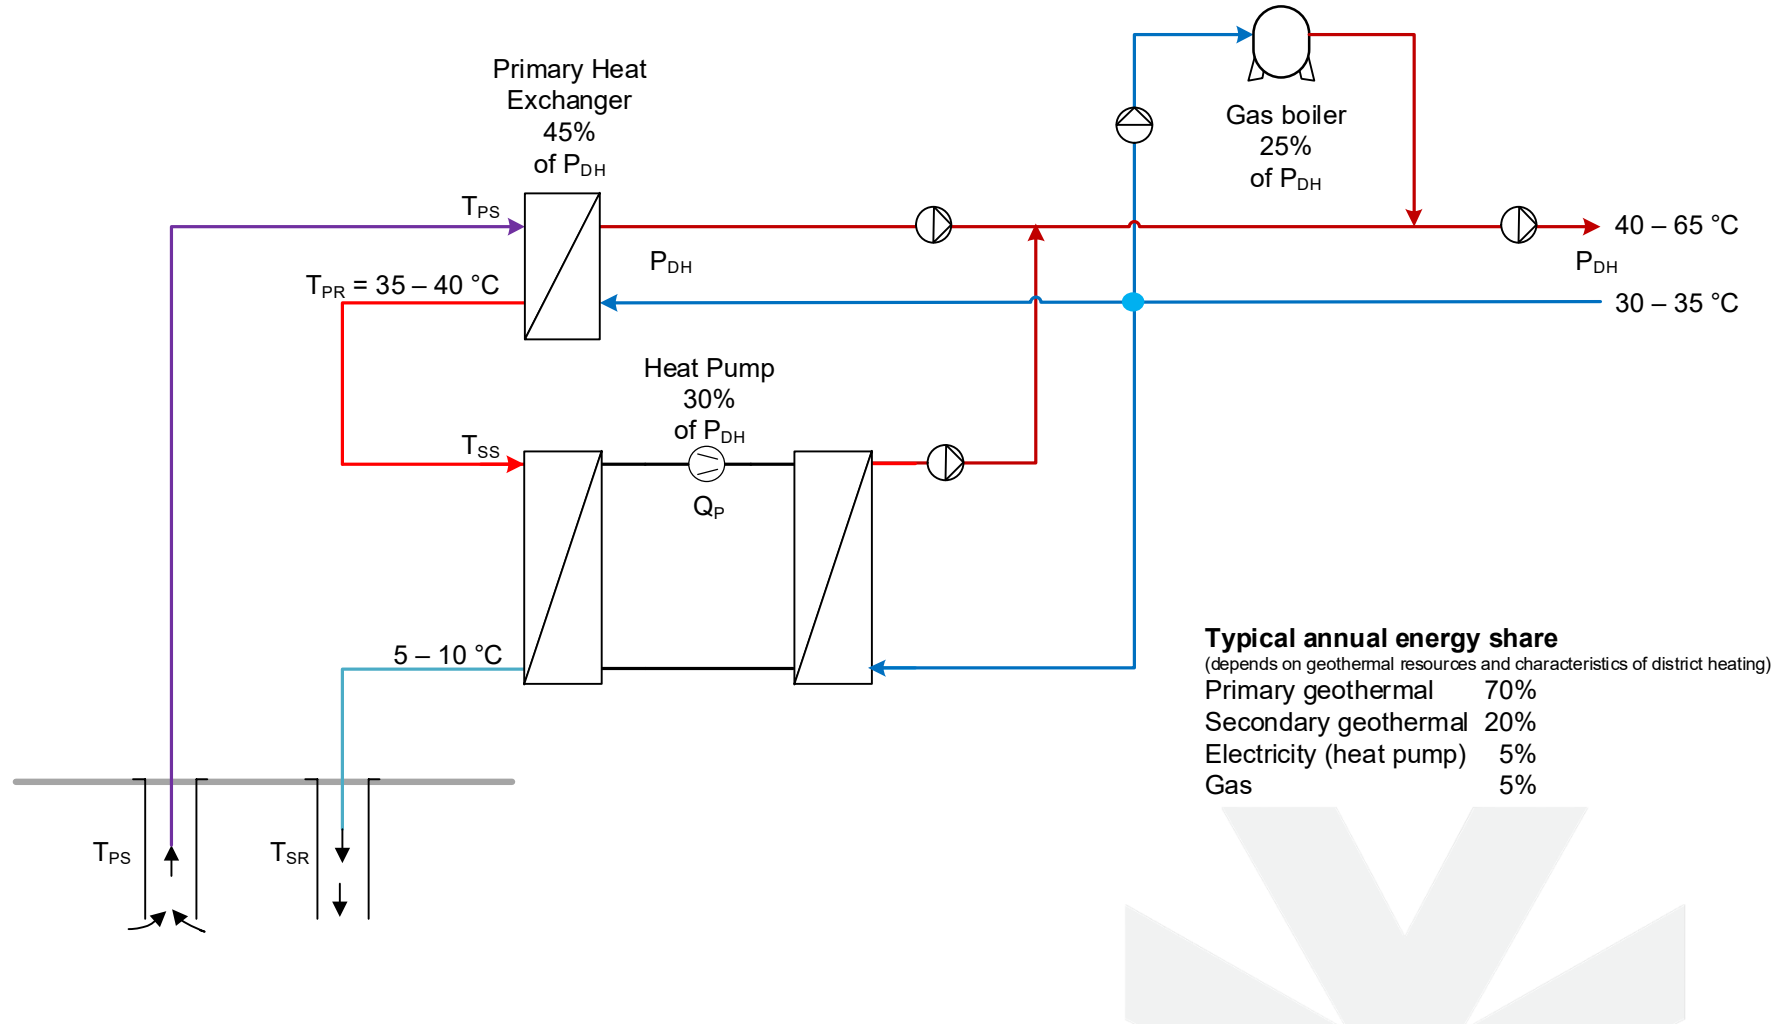 Primary Heat
Exchanger
45%
of PDH
Gas boiler
25%
of PDH
TPS
40 – 65 °C
PDH
PDH
TPR = 35 – 40 °C
30 – 35 °C
Heat Pump
30%
of PDH
TSS
QP
5 – 10 °C
Typical annual energy share
(depends on geothermal resources and characteristics of district heating)
Primary geothermal 70%
Secondary geothermal 20%
Electricity (heat pump) 5%
Gas 5%
TPS
TSR